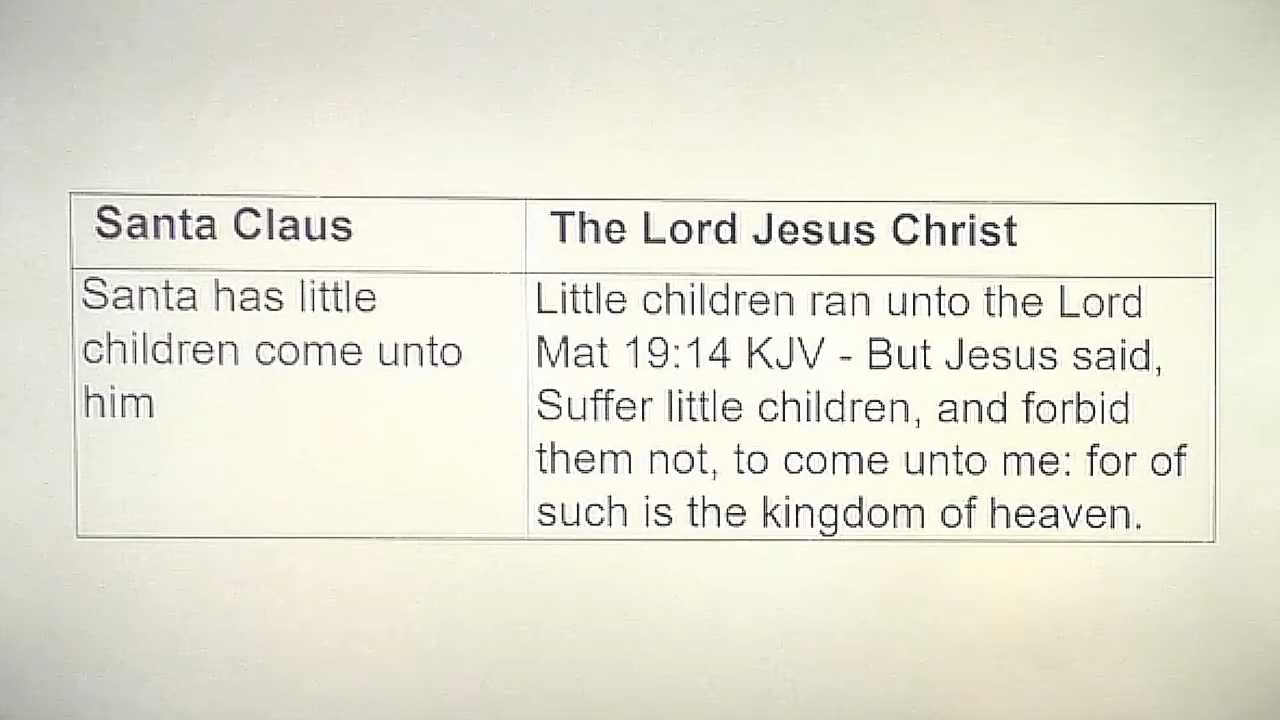 Santa Claus
The Lord Jesus Christ
Santa has little
children come unto
him
Little children ran unto the Lord
Mat 19:14 KJV - But Jesus said,
Suffer little children, and forbid
them not, to come unto me: for of
such is the kingdom of heaven.